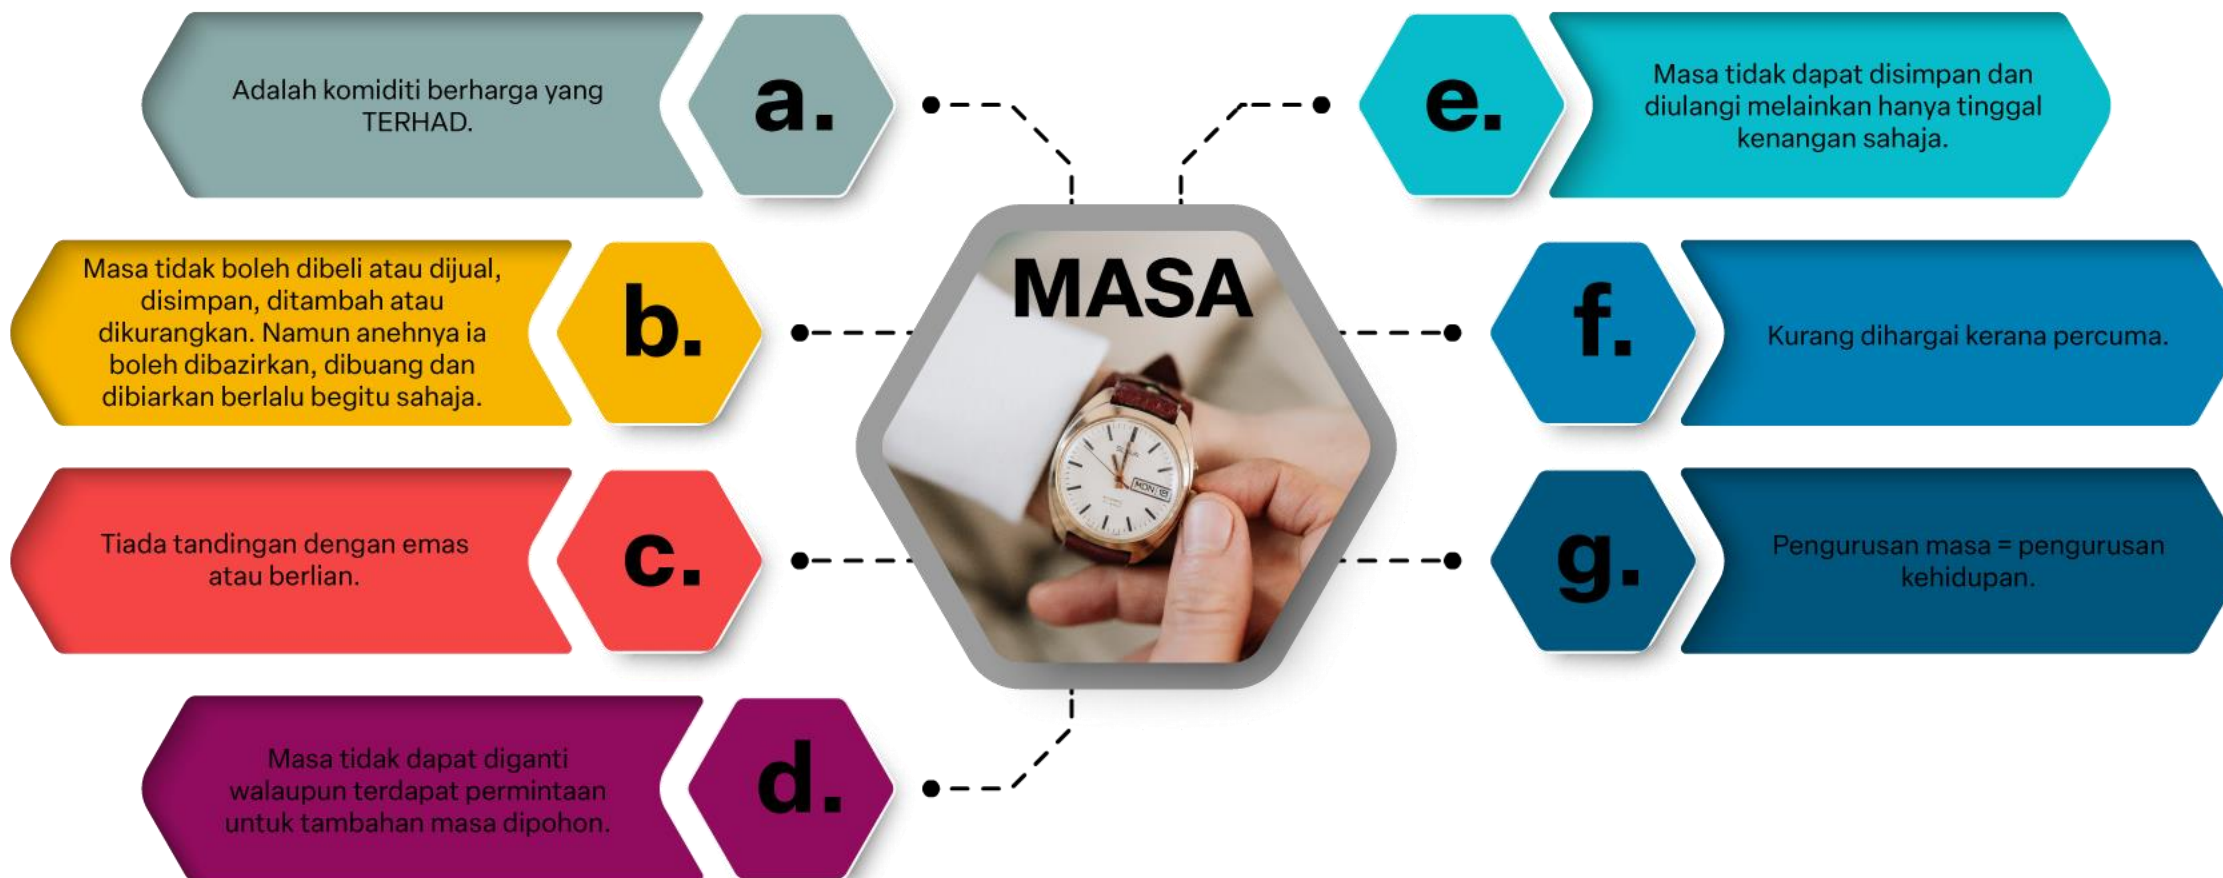 MASA
a.
Adalah komiditi berharga yang
TERHAD.
b.
Masa tidak boleh dibeli atau dijual,
disimpan, ditambah atau
dikurangkan. Namun anehnya ia
boleh dibazirkan, dibuang dan
dibiarkan berlalu begitu sahaja.
c.
Tiada tandingan dengan emas
atau berlian.
d.
Masa tidak dapat diganti
walaupun terdapat permintaan
untuk tambahan masa dipohon.
e.
Masa tidak dapat disimpan dan
diulangi melainkan hanya tinggal
kenangan sahaja.
f.
Kurang dihargai kerana percuma.
g.
Pengurusan masa = pengurusan
kehidupan.
MON 18